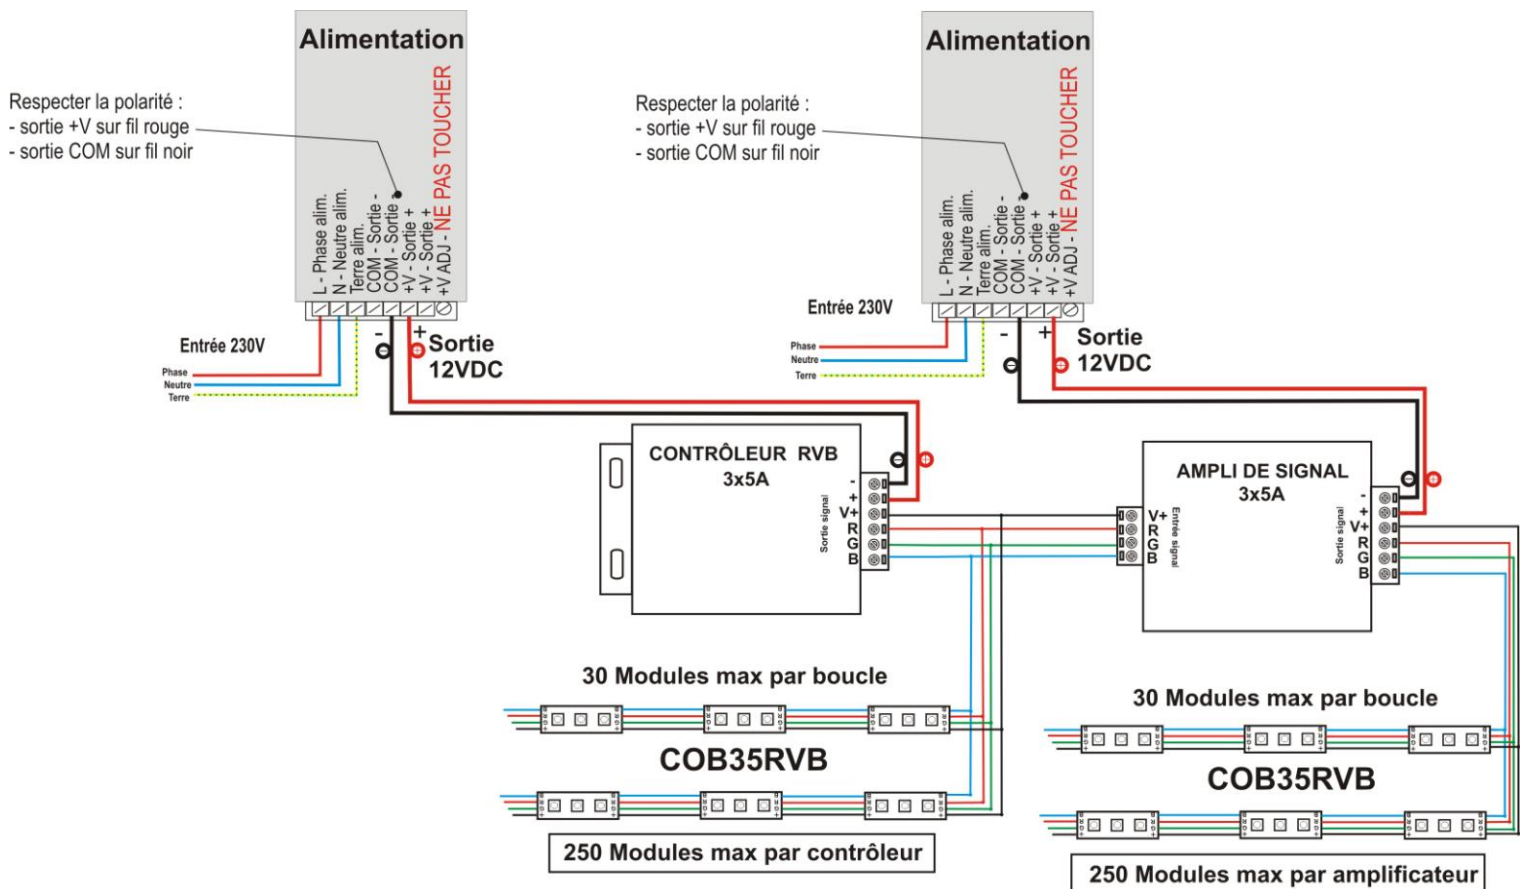 Alimentation
Respecter la polarité :
- sortie +V sur fil rouge
- sortie COM sur fil noir
L - Phase alim.
N - Neutre alim.
Terre alim.
COM - Sortie -
COM - Sortie -
+V - Sortie +
+V - Sortie +
+V ADJ - NE PAS TOUCHER
Entrée 230V
Phase
Neutre
Terre
- +
Sortie
12VDC
Alimentation
Respecter la polarité :
- sortie +V sur fil rouge
- sortie COM sur fil noir
L - Phase alim.
N - Neutre alim.
Terre alim.
COM - Sortie -
COM - Sortie -
+V - Sortie +
+V - Sortie +
+V ADJ - NE PAS TOUCHER
Entrée 230V
Phase
Neutre
Terre
- +
Sortie
12VDC
CONTRÔLEUR RVB
3x5A
Sortie signal
-
+
V+
R
G
B
AMPLI DE SIGNAL
3x5A
V+
R
G
B
Entrée signal
Sortie signal
-
+
V+
R
G
B
30 Modules max par boucle
COB35RVB
250 Modules max par contrôleur
30 Modules max par boucle
COB35RVB
250 Modules max par amplificateur